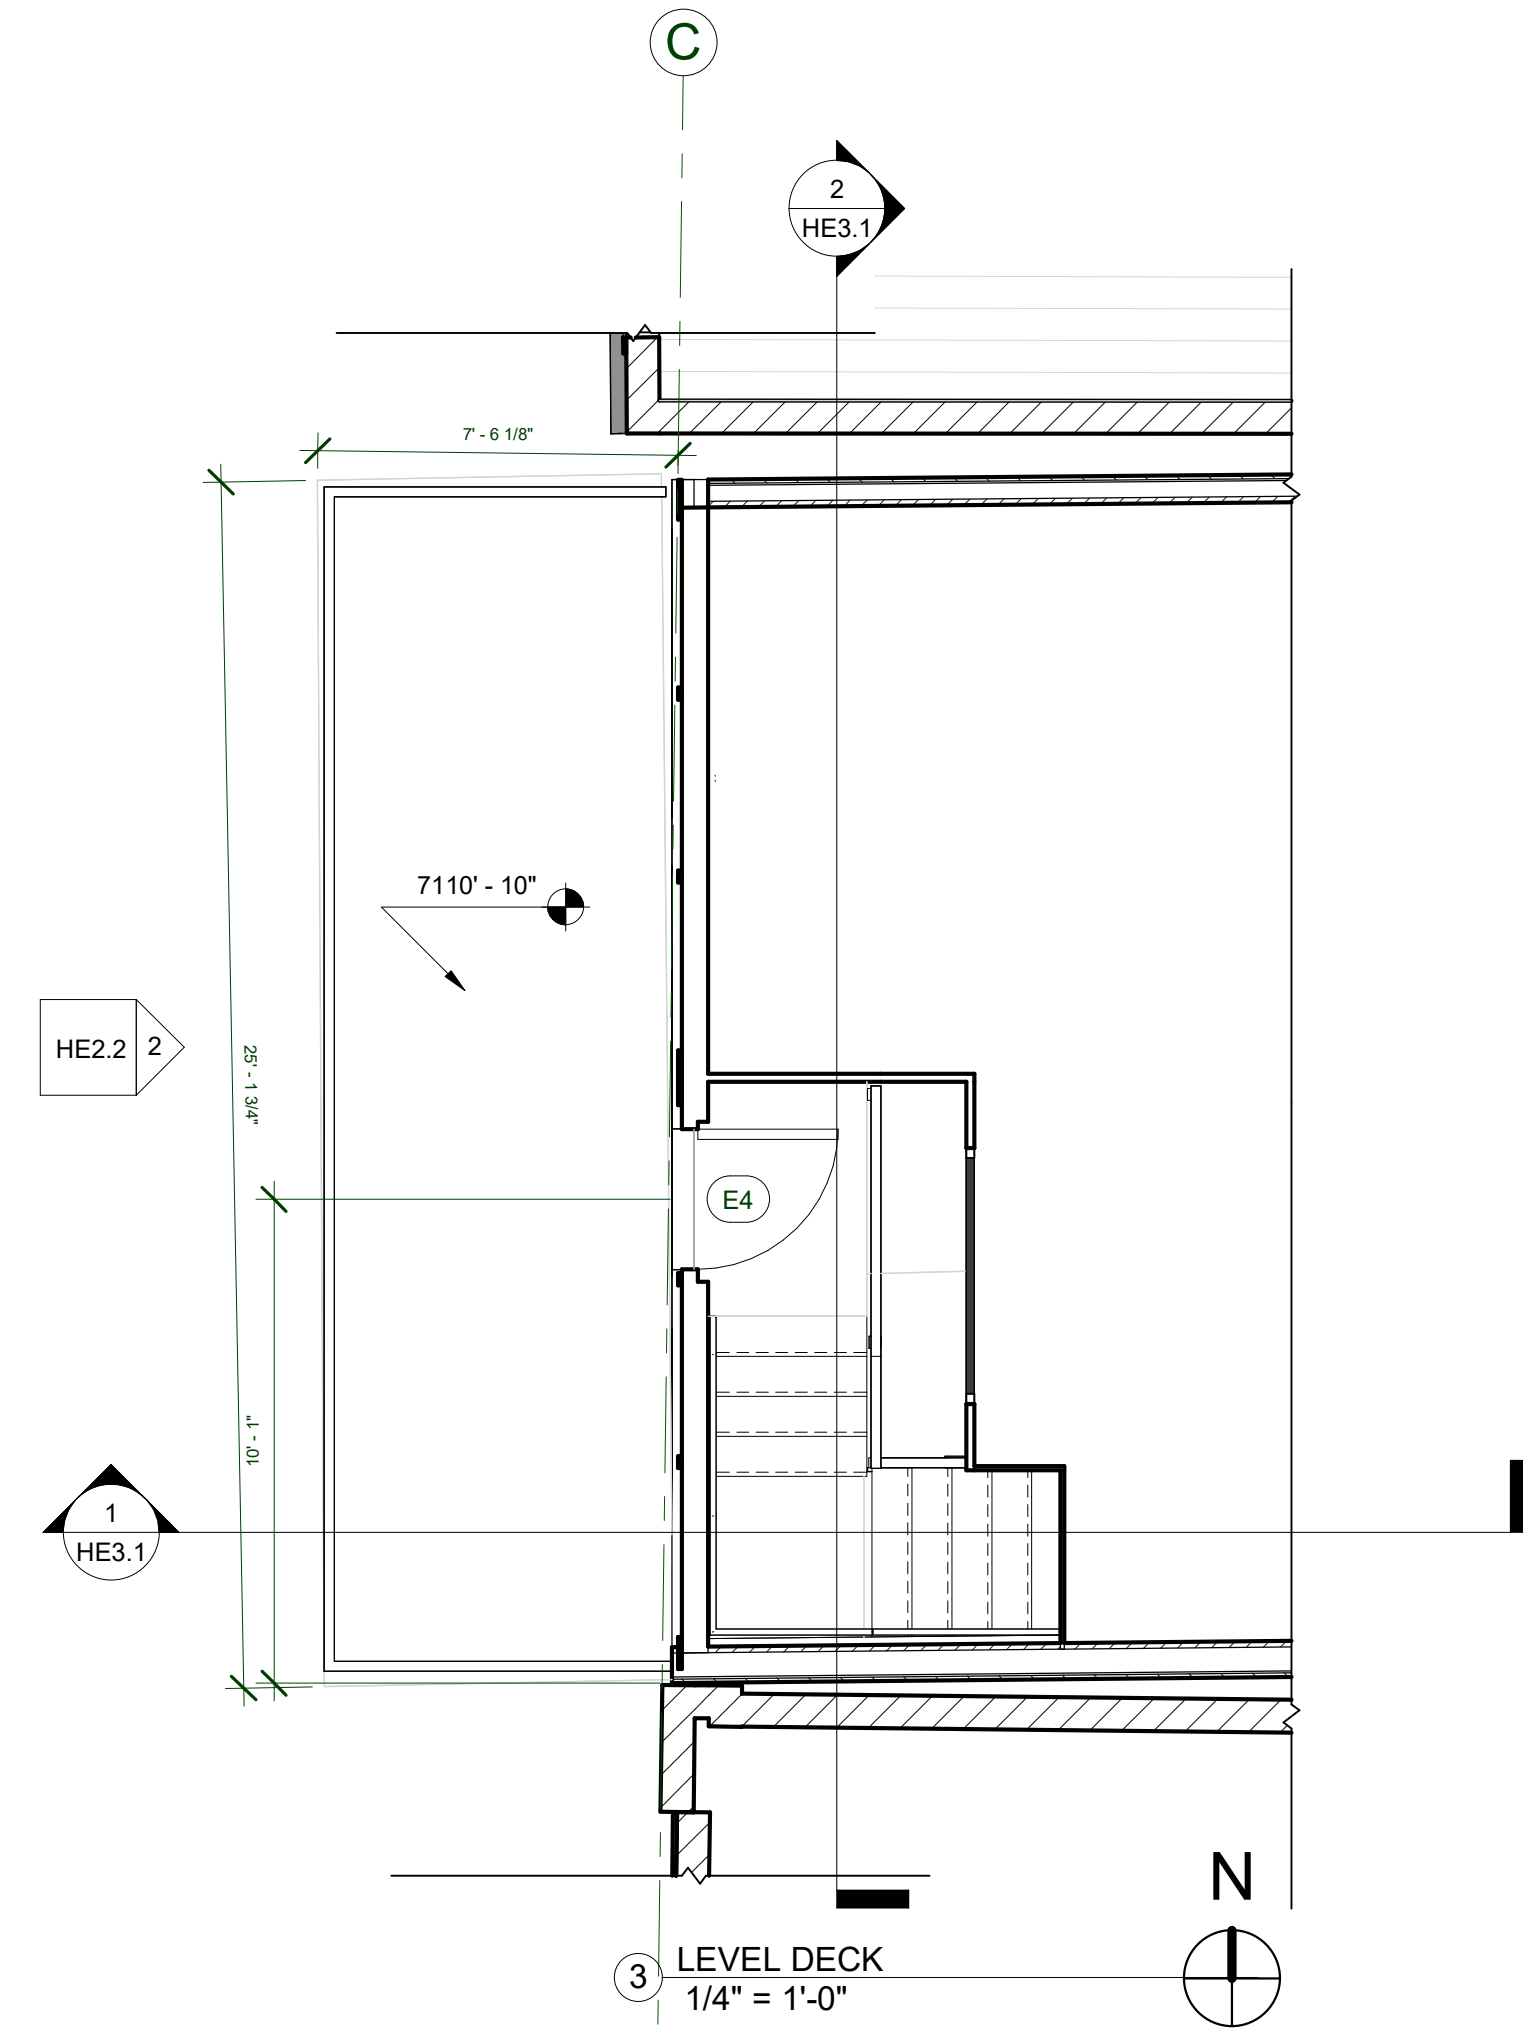 C
2
HE3.1
7' - 6 1/8"
7110' - 10"
HE2.2
2
25' - 1 3/4"
E4
10' - 1"
1
HE3.1
N
3
LEVEL DECK
1/4" = 1'-0"